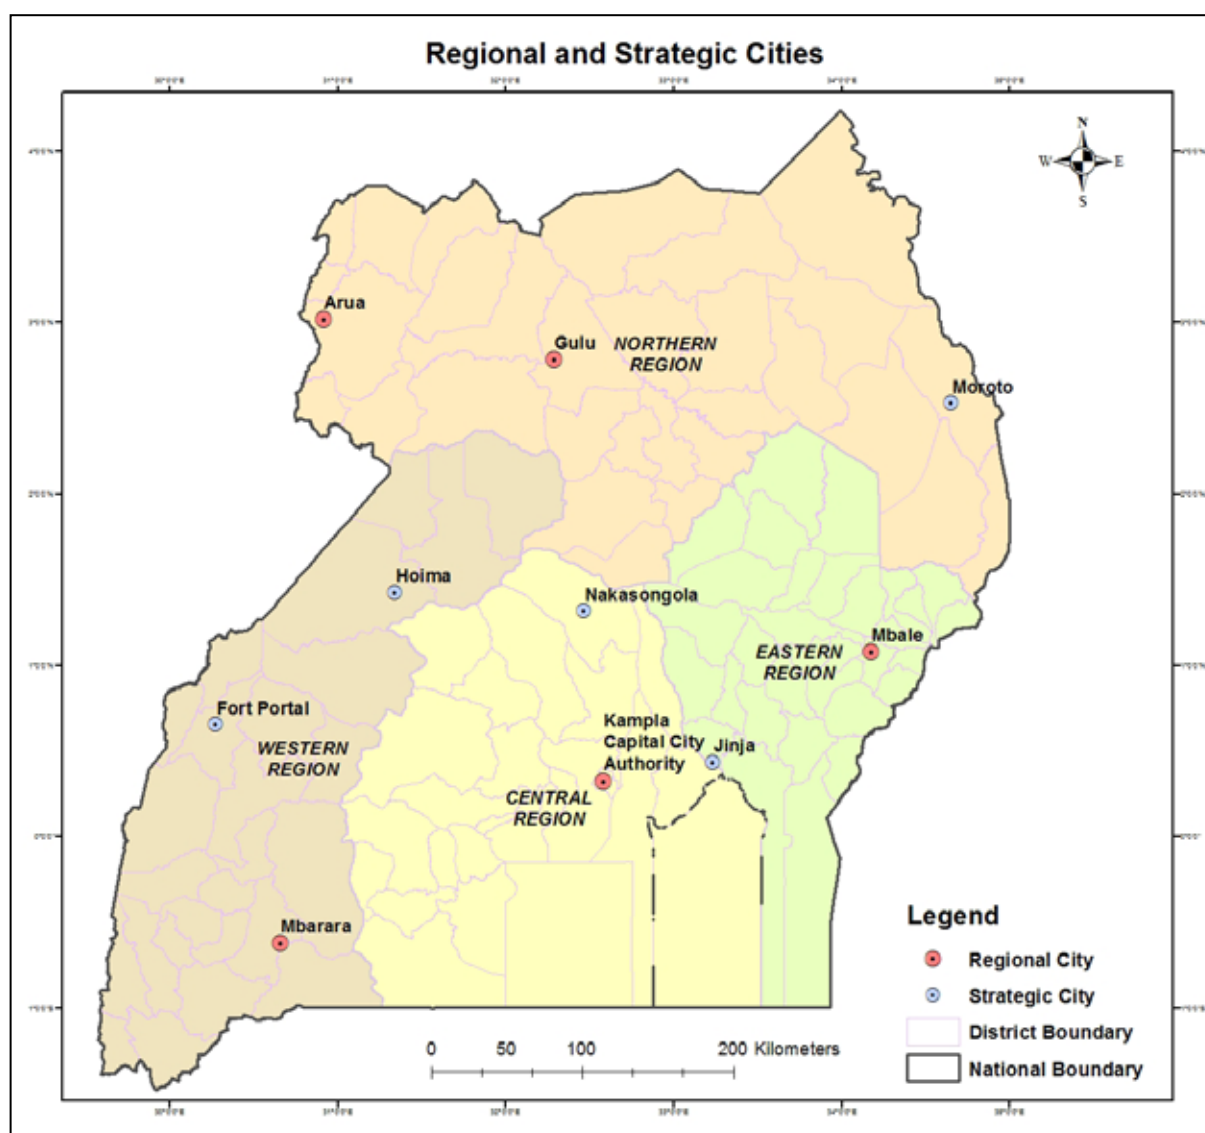 Regional and Strategic Cities
N
W E
S
Arua
Gulu
NORTHERN
REGION
Moroto
Hoima
Nakasongola
Mbale
EASTERN
REGION
Fort Portal
WESTERN
REGION
Kampla
Capital City
Authority
Jinja
CENTRAL
REGION
Mbarara
Legend
Regional City
Strategic City
District Boundary
National Boundary
0 50 100 200 Kilometers